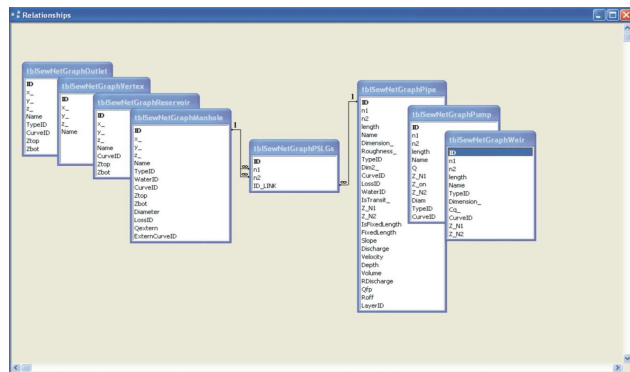 Relationships
tblSewNetGraphOutlet
ID
x_
y_
z_
Name
TypeID
CurveID
Ztop
Zbot
tblSewNetGraphVertex
ID
x_
y_
z_
Name
tblSewNetGraphReservoir
ID
x_
y_
z_
Name
CurveID
Ztop
Zbot
tblSewNetGraphManhole
ID
x_
y_
z_
Name
TypeID
WaterID
CurveID
Ztop
Zbot
Diameter
LossID
Qextern
ExternCurveID
1
∞
∞
tblSewNetGraphPSLGs
ID
n1
n2
ID_LINK
∞
1
tblSewNetGraphPipe
ID
n1
n2
length
Name
Dimension_
Roughness_
TypeID
Dim2_
CurveID
LossID
WaterID
IsTransit_
Z_N1
Z_N2
IsFixedLength
FixedLength
Slope
Discharge
Velocity
Depth
Volume
RDischarge
Qfp
Roff
LayerID
tblSewNetGraphPump
ID
n1
n2
length
Name
Q
Z_N1
Z_on
Z_N2
Diam
TypeID
CurveID
tblSewNetGraphWeir
ID
n1
n2
length
Name
TypeID
Dimension_
Cq_
CurveID
Z_N1
Z_N2